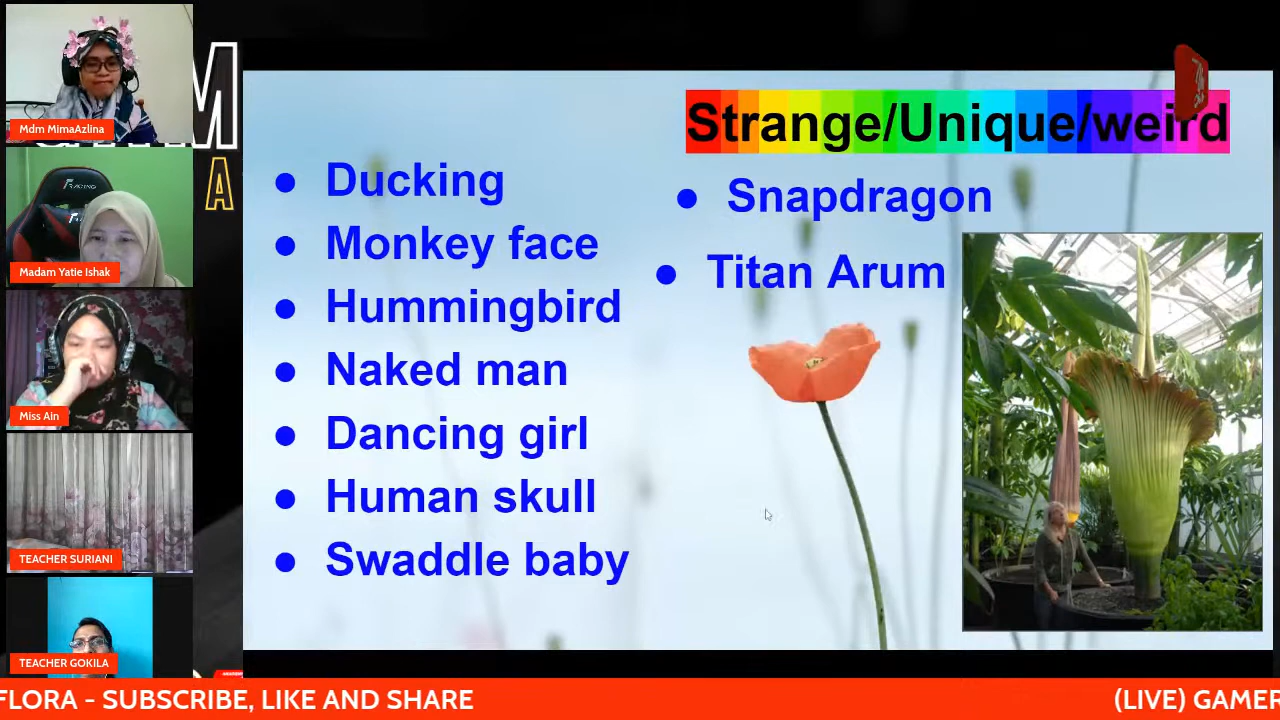 Mdm MimaAzlina
Madam Yatie Ishak
Miss Ain
TEACHER SURIANI
TEACHER GOKILA
M
A
Strange/Unique/weird
● Ducking
● Monkey face
● Hummingbird
● Naked man
● Dancing girl
● Human skull
● Swaddle baby
● Snapdragon
● Titan Arum
FLORA - SUBSCRIBE, LIKE AND SHARE
(LIVE) GAMER